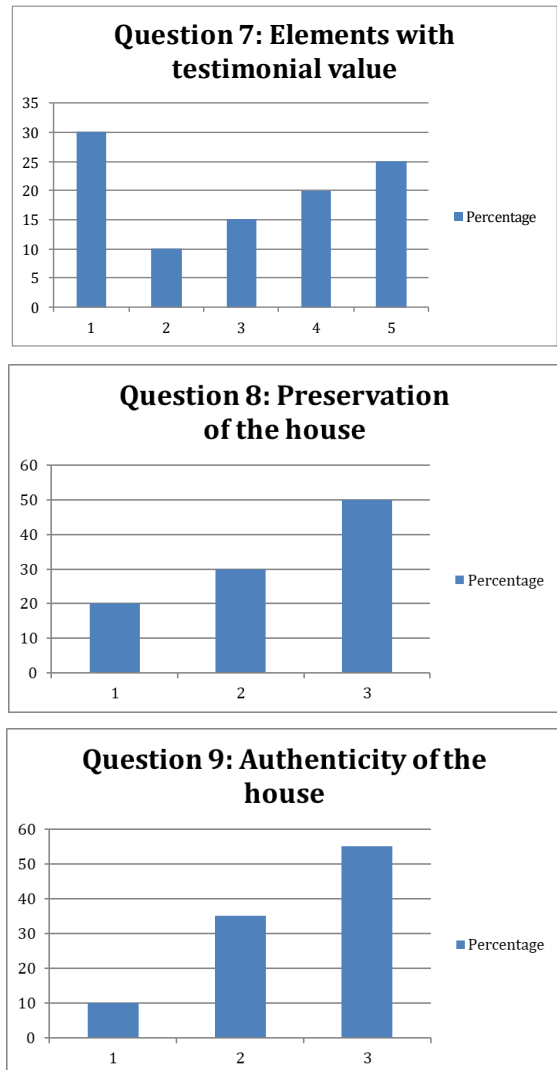 Question 7: Elements with
testimonial value
35
30
25
20
15
10
5
0
1 2 3 4 5
Percentage
Question 8: Preservation
of the house
60
50
40
30
20
10
0
1 2 3
Percentage
Question 9: Authenticity of the
house
60
50
40
30
20
10
0
1 2 3
Percentage